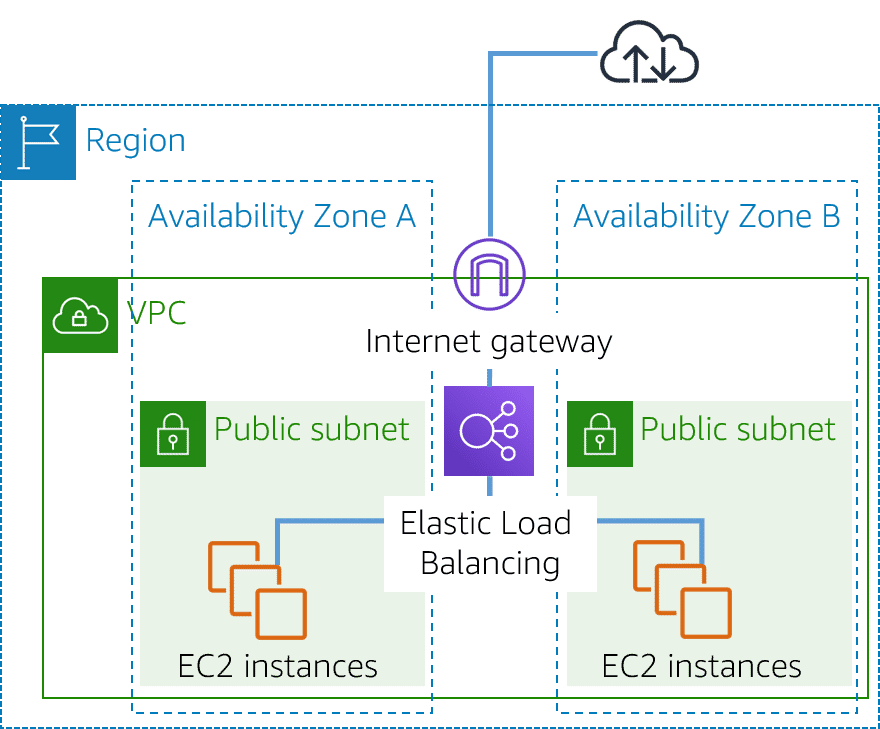 Region
Availability Zone A
Availability Zone B
VPC
Internet gateway
Public subnet
Public subnet
Elastic Load
Balancing
EC2 instances
EC2 instances